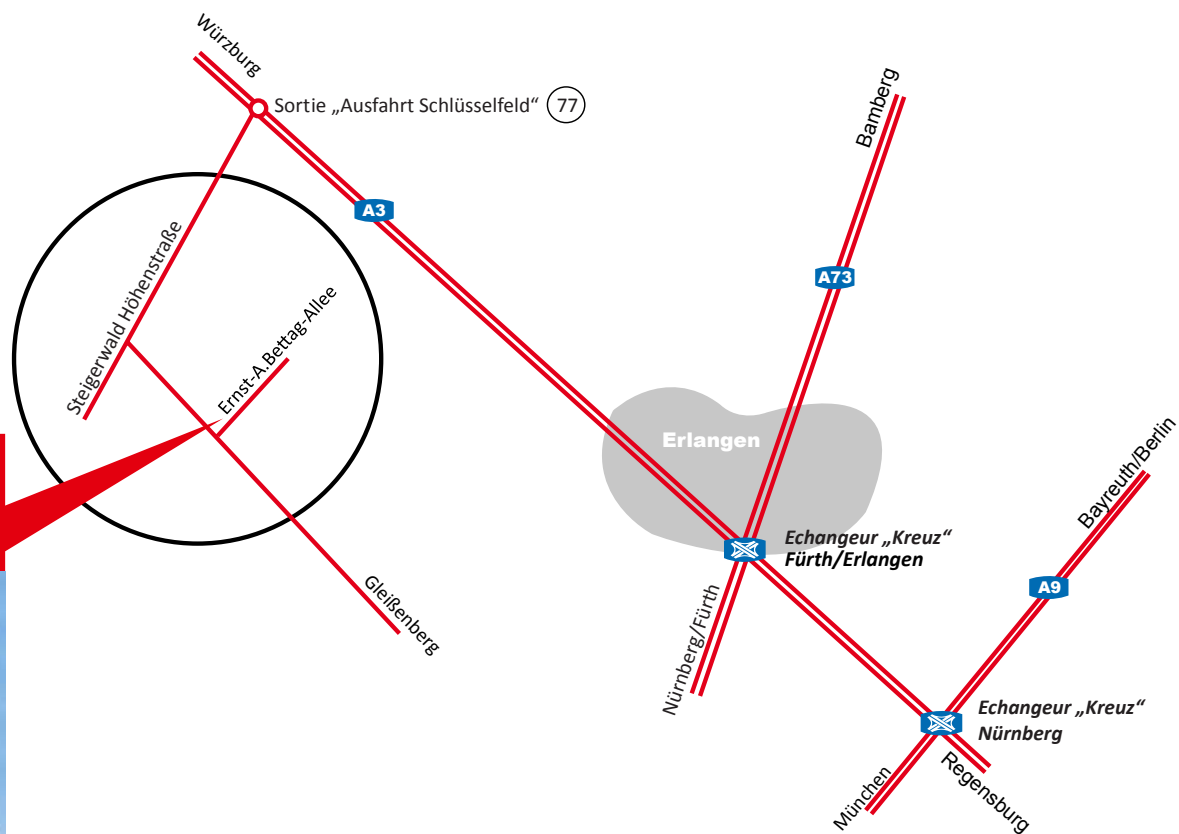 Würzburg
Sortie „Ausfahrt Schlüsselfeld“ 77
Bamberg
A3
Steigerwald Höhenstraße
A73
Ernst-A.Bettag-Allee
Erlangen
Bayreuth/Berlin
Echangeur „Kreuz“
Fürth/Erlangen
Gleißenberg
A9
Nürnberg/Fürth
Echangeur „Kreuz“
Nürnberg
München
Regensburg